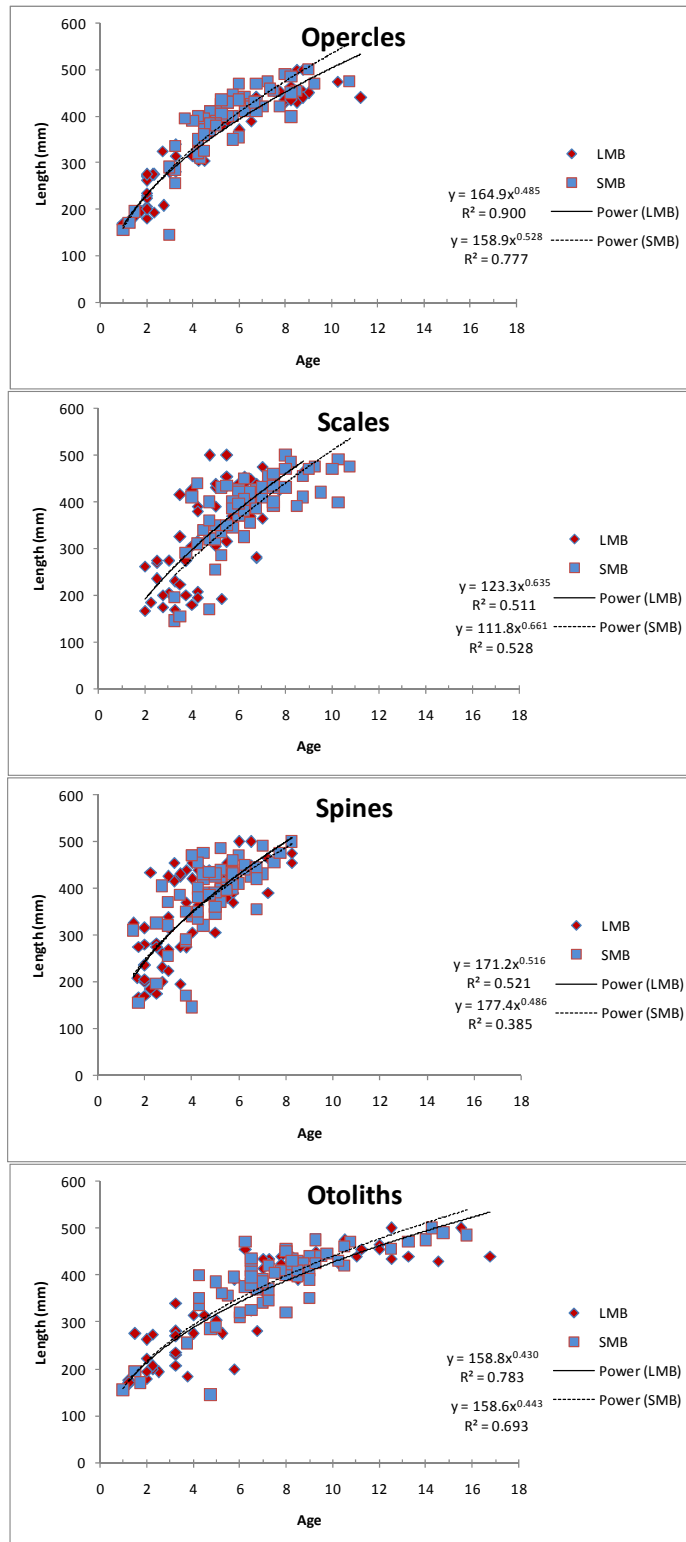 Opercles
600
500
400
300
200
100
0
Length (mm)
0 2 4 6 8 10 12 14 16 18
Age
LMB
SMB
y = 164.9x^0.485
R² = 0.900
Power (LMB)
y = 158.9x^0.528
R² = 0.777
Power (SMB)
Scales
600
500
400
300
200
100
0
Length (mm)
0 2 4 6 8 10 12 14 16 18
Age
LMB
SMB
y = 123.3x^0.635
R² = 0.511
Power (LMB)
y = 111.8x^0.661
R² = 0.528
Power (SMB)
Spines
600
500
400
300
200
100
0
Length (mm)
0 2 4 6 8 10 12 14 16 18
Age
LMB
SMB
y = 171.2x^0.516
R² = 0.521
Power (LMB)
y = 177.4x^0.486
R² = 0.385
Power (SMB)
Otoliths
600
500
400
300
200
100
0
Length (mm)
0 2 4 6 8 10 12 14 16 18
Age
LMB
SMB
y = 158.8x^0.430
R² = 0.783
Power (LMB)
y = 158.6x^0.443
R² = 0.693
Power (SMB)